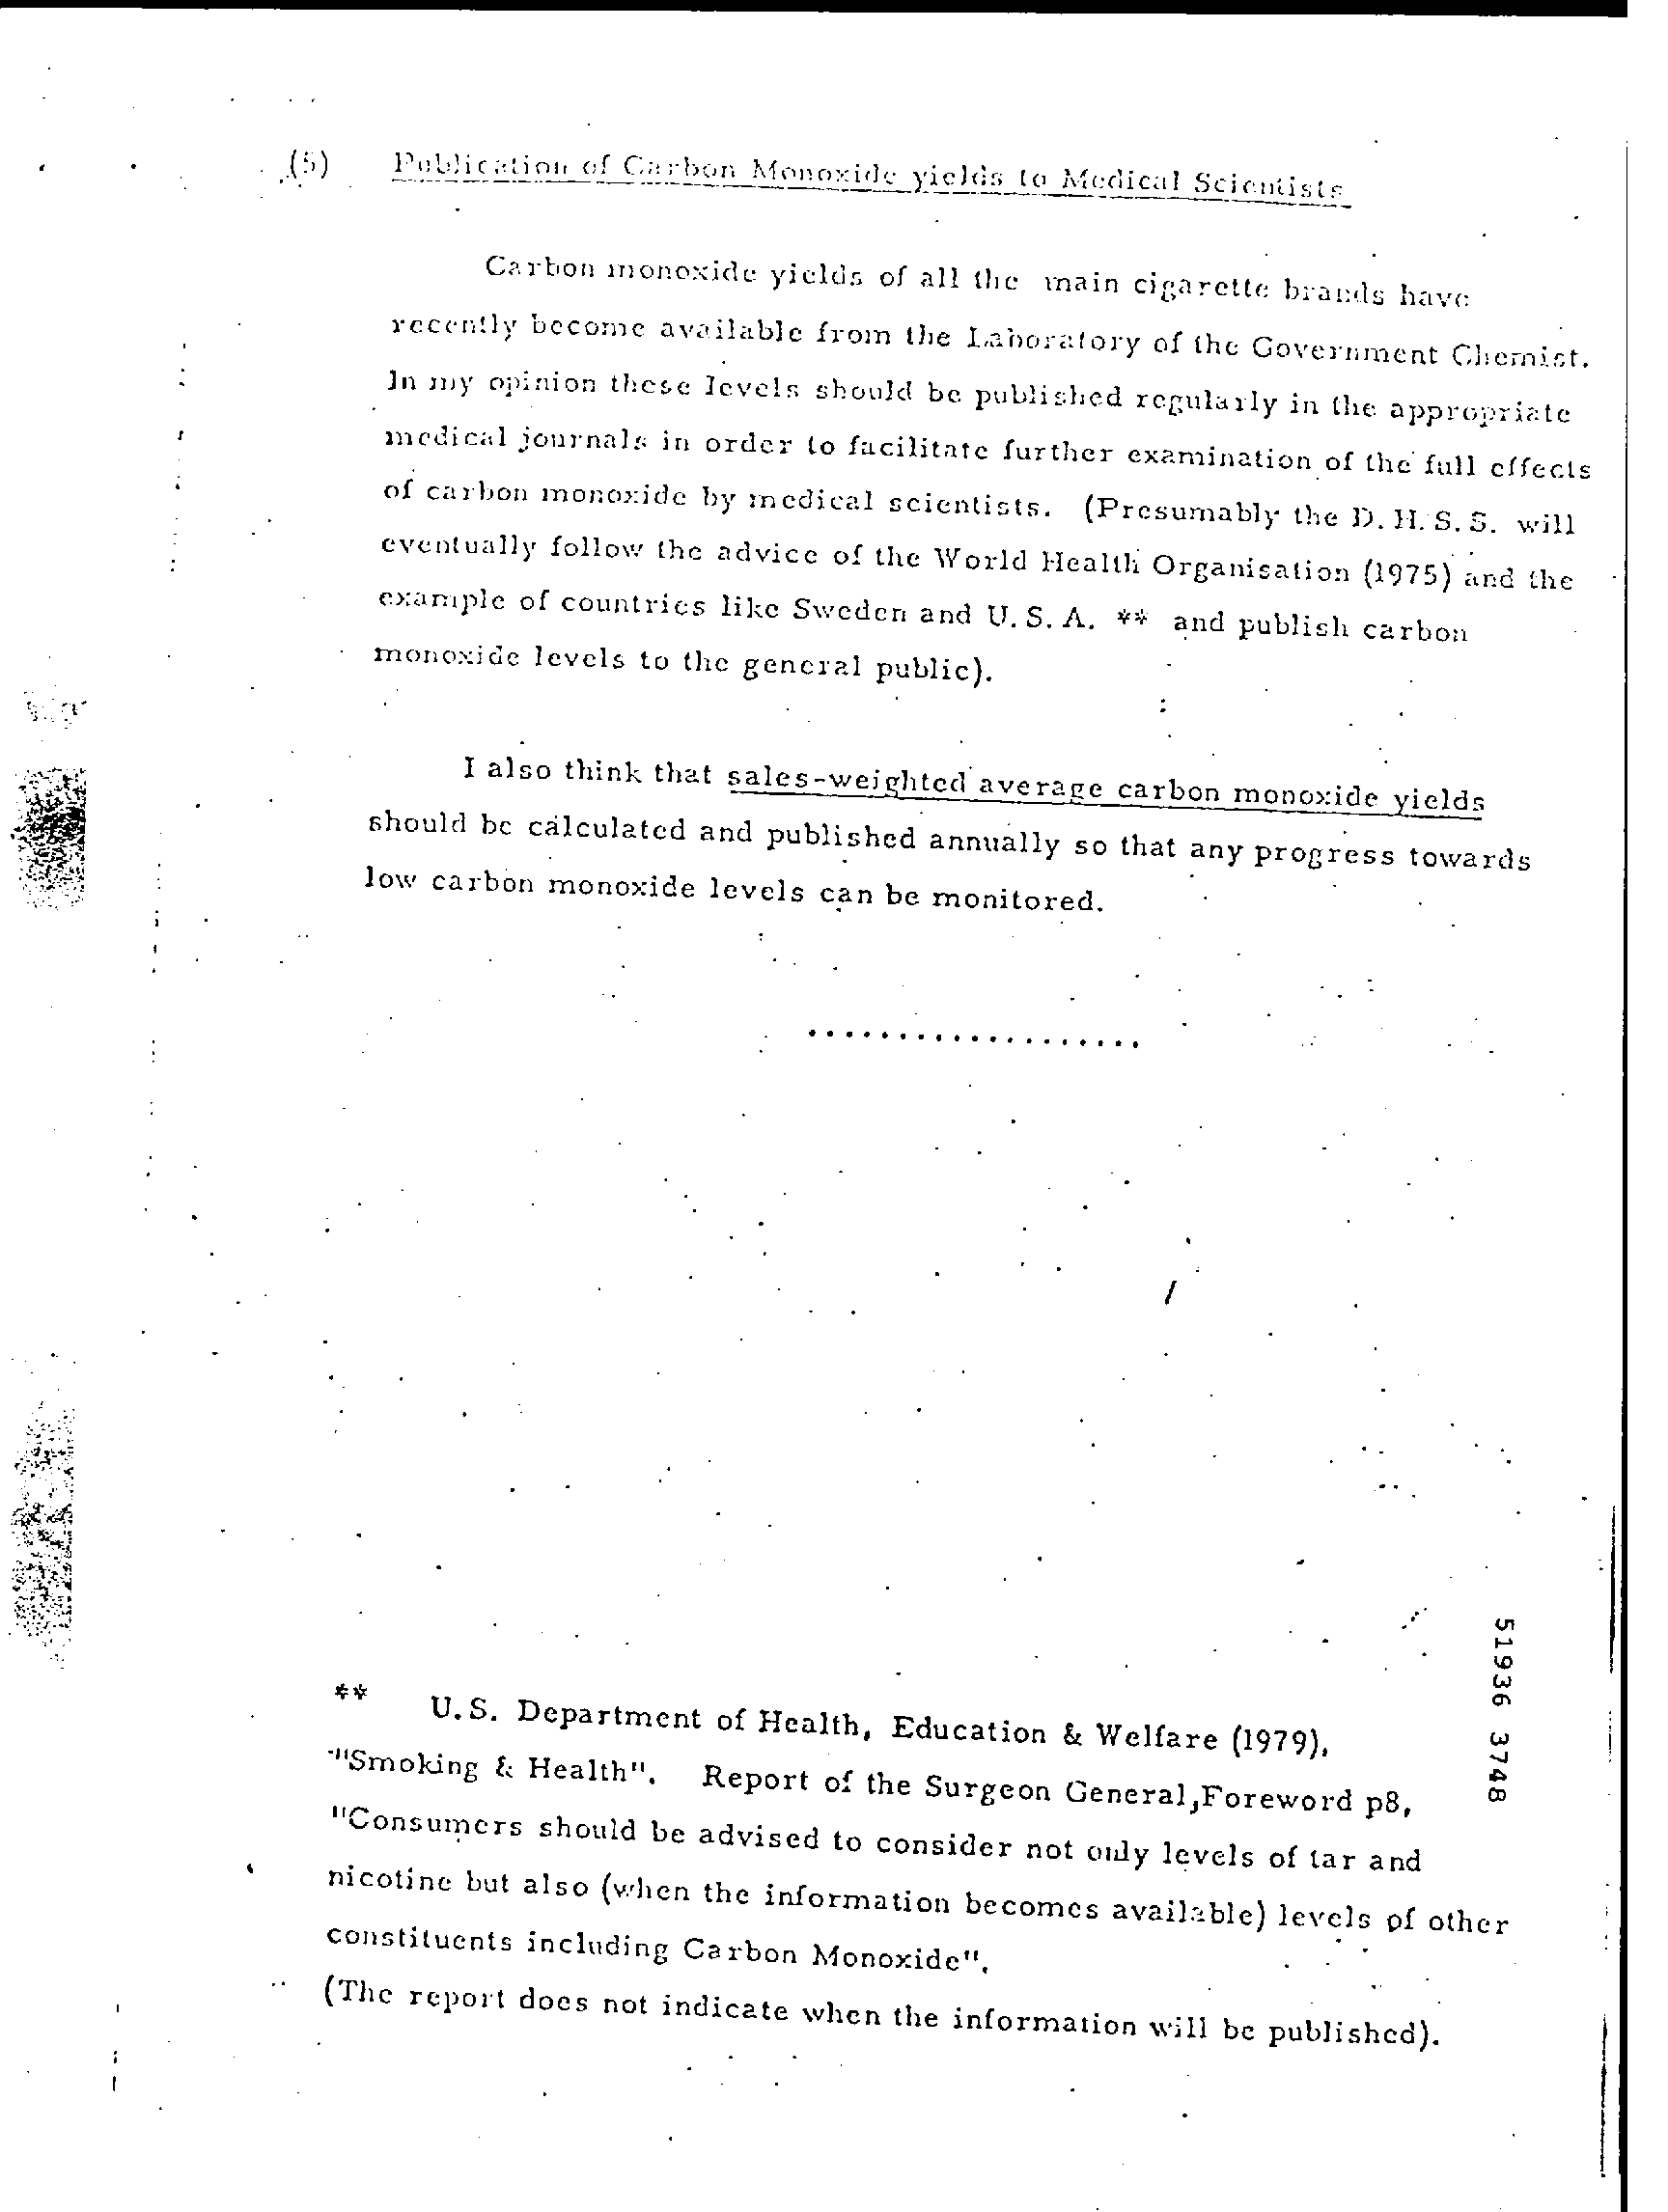 (5) Publication of Carbon Monoxide yields to Medical Scientists
Carbon monoxide yields of all the main cigarette brands have
recently become available from the Laboratory of the Government Chemist.
In my opinion these levels should be published regularly in the appropriate
medical journals in order to facilitate further examination of the full effects
of carbon monoxide by medical scientists. (Presumably the D.H.S.S. will
eventually follow the advice of the World Health Organisation (1975) and the
example of countries like Sweden and U.S.A. ** and publish carbon
monoxide levels to the general public).
I also think that sales-weighted average carbon monoxide yields
should be calculated and published annually so that any progress towards
low carbon monoxide levels can be monitored.
...................
** U.S. Department of Health, Education & Welfare (1979),
"Smoking & Health". Report of the Surgeon General, Foreword p8,
"Consumers should be advised to consider not only levels of tar and
nicotine but also (when the information becomes available) levels of other
constituents including Carbon Monoxide".
(The report does not indicate when the information will be published).
51936 3748